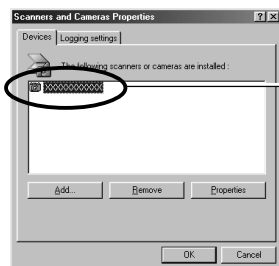 Scanners and Cameras Properties
Devices
Logging settings
The following scanners or cameras are installed :
XXXXXXXXXXX
Add...
Remove
Properties
OK
Cancel